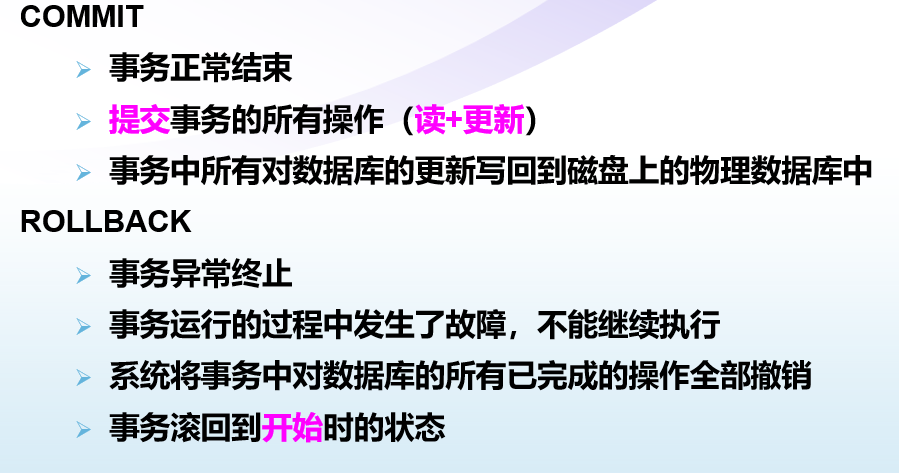 COMMIT
事务正常结束
提交事务的所有操作（读+更新）
事务中所有对数据库的更新写回到磁盘上的物理数据库中
ROLLBACK
事务异常终止
事务运行的过程中发生了故障，不能继续执行
系统将事务中对数据库的所有已完成的操作全部撤销
事务滚回到开始时的状态